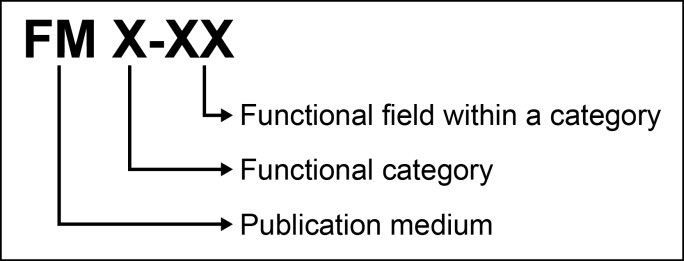 FM X-XX
Functional field within a category
Functional category
Publication medium